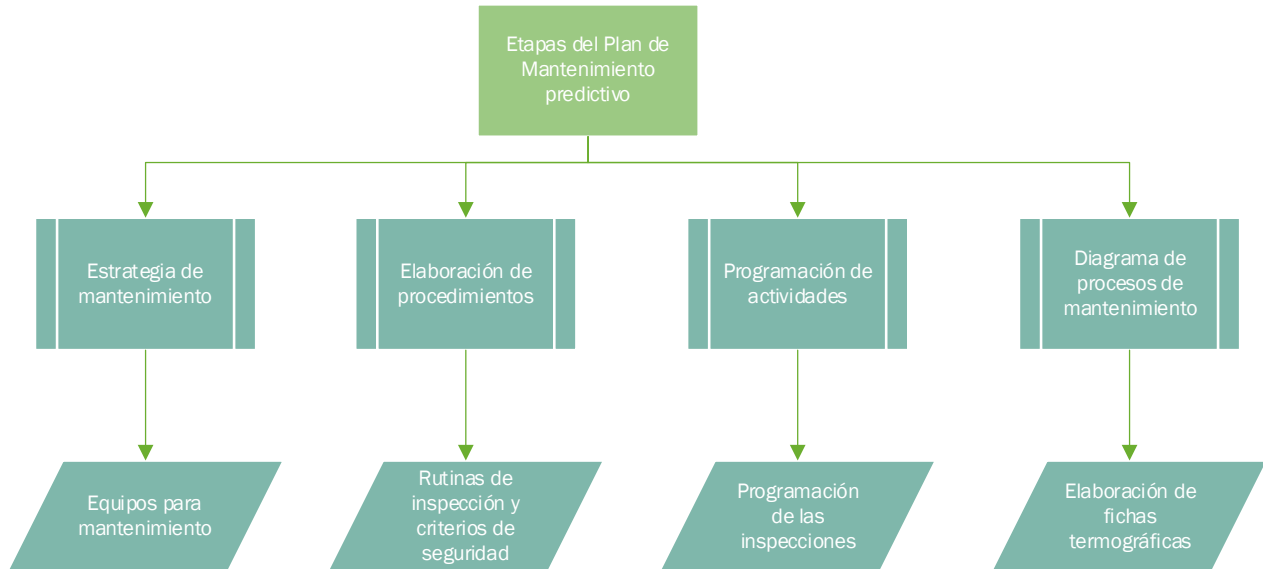 Etapas del Plan de
Mantenimiento
predictivo
Estrategia de
mantenimiento
Elaboración de
procedimientos
Programación de
actividades
Diagrama de
procesos de
mantenimiento
Equipos para
mantenimiento
Rutinas de
inspección y
criterios de
seguridad
Programación
de las
inspecciones
Elaboración de
fichas
termográficas